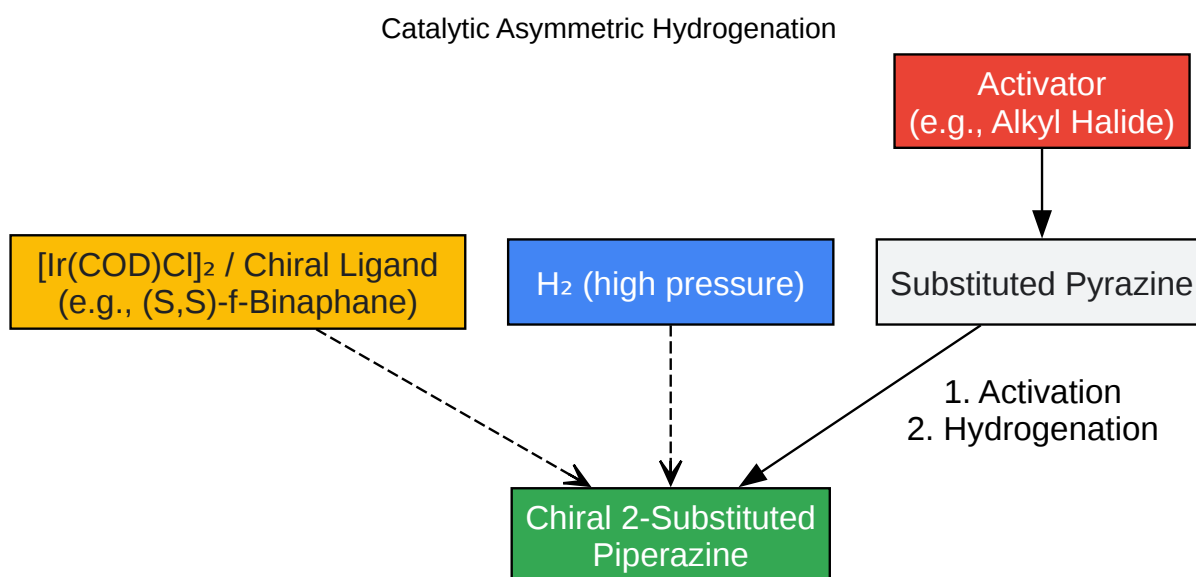 Catalytic Asymmetric Hydrogenation
Activator
(e.g., Alkyl Halide)
[Ir(COD)Cl]₂ / Chiral Ligand
(e.g., (S,S)-f-Binaphane)
H₂ (high pressure)
Substituted Pyrazine
1. Activation
2. Hydrogenation
Chiral 2-Substituted
Piperazine